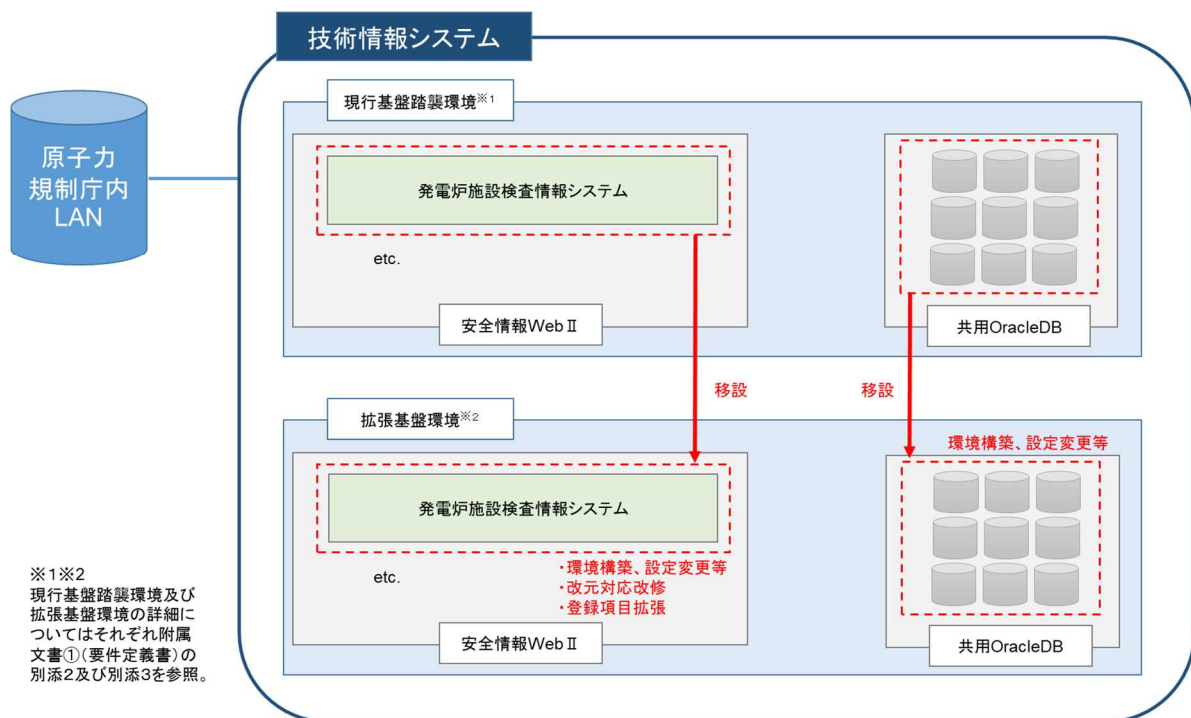 技術情報システム
原子力
規制庁内
LAN
現行基盤踏襲環境※1
発電炉施設検査情報システム
etc.
安全情報WebⅡ
共用OracleDB
移設
移設
拡張基盤環境※2
環境構築、設定変更等
発電炉施設検査情報システム
etc.
・環境構築、設定変更等
・改元対応改修
・登録項目拡張
安全情報WebⅡ
共用OracleDB
※1※2
現行基盤踏襲環境及び
拡張基盤環境の詳細に
ついてはそれぞれ附属
文書①(要件定義書)の
別添2及び別添3を参照。